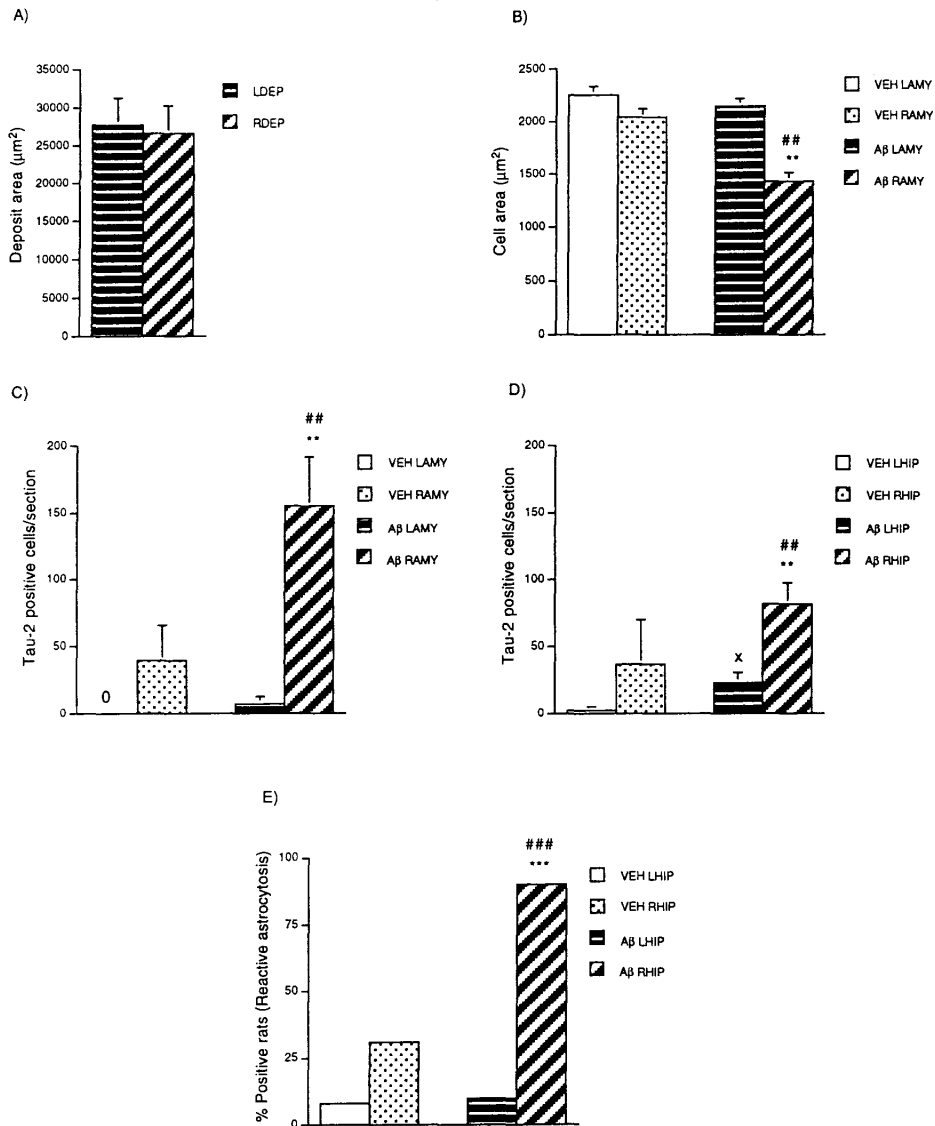 A)
Deposit area (µm²)
35000
30000
25000
20000
15000
10000
5000
0
LDEP
RDEP
B)
Cell area (µm²)
2500
2000
1500
1000
500
0
##
**
VEH LAMY
VEH RAMY
Aβ LAMY
Aβ RAMY
C)
Tau-2 positive cells/section
200
150
100
50
0
0
##
**
VEH LAMY
VEH RAMY
Aβ LAMY
Aβ RAMY
D)
Tau-2 positive cells/section
200
150
100
50
0
x
##
**
VEH LHIP
VEH RHIP
Aβ LHIP
Aβ RHIP
E)
% Positive rats (Reactive astrocytosis)
100
75
50
25
0
###
***
VEH LHIP
VEH RHIP
Aβ LHIP
Aβ RHIP